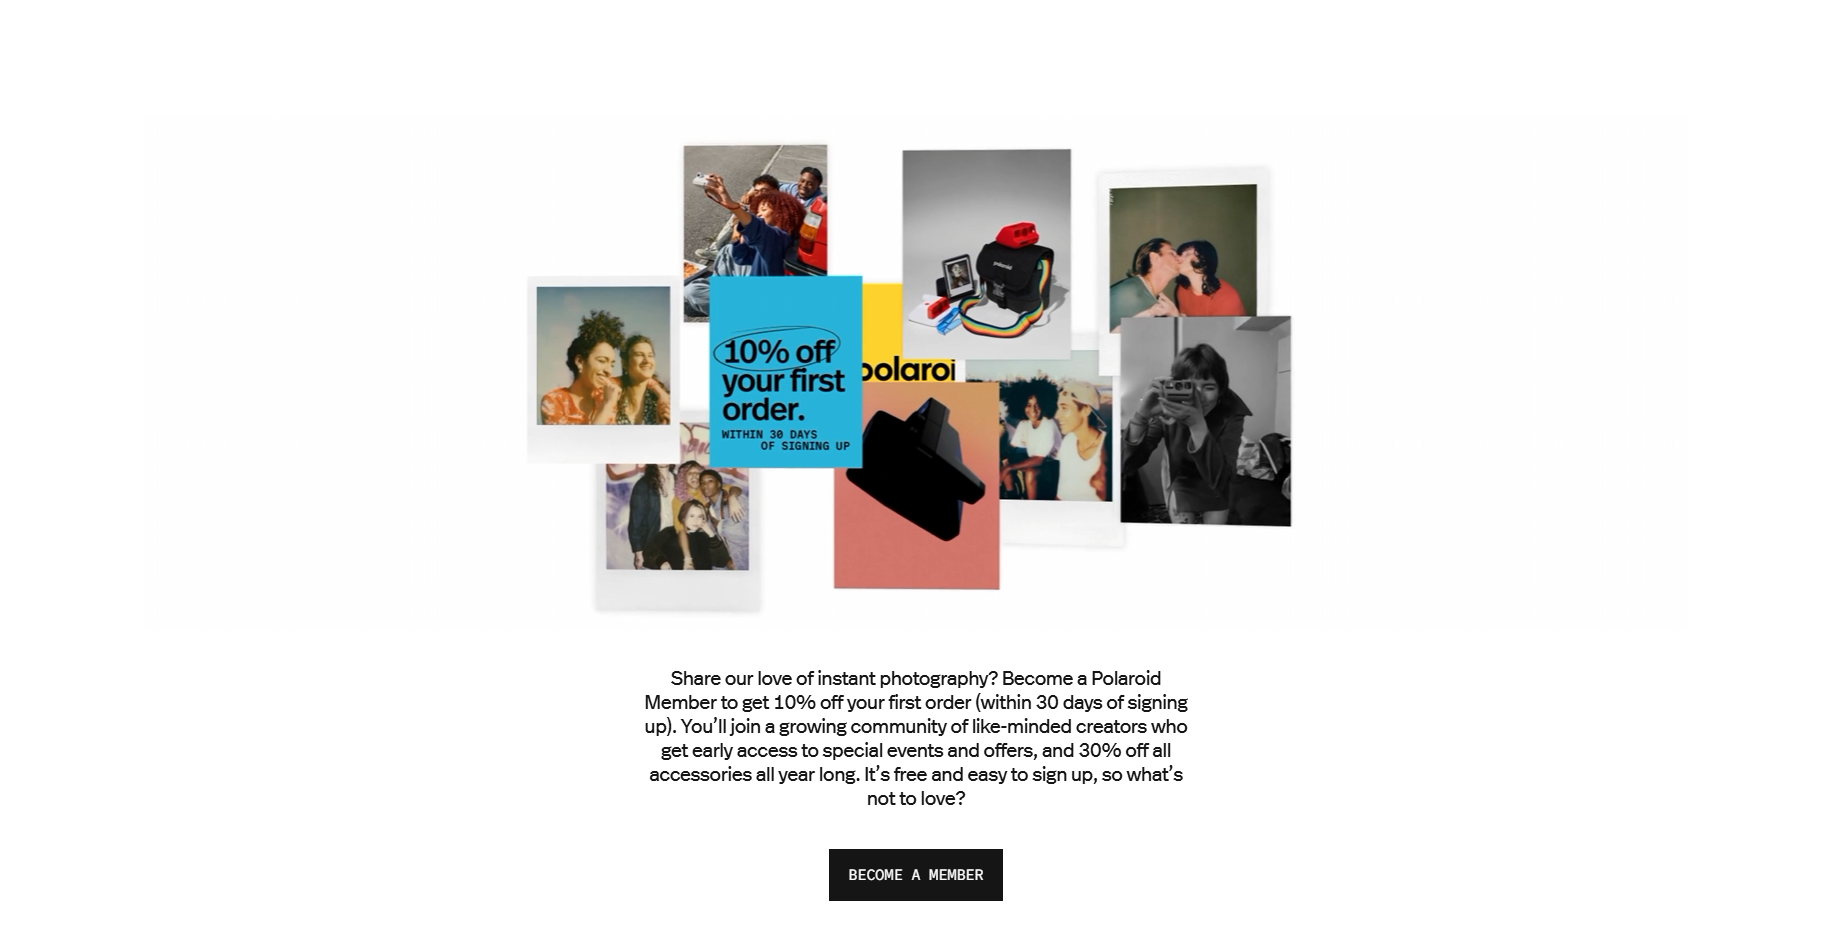 10% off
your first
order.
WITHIN 30 DAYS
OF SIGNING UP
polaroi
polaroid
Share our love of instant photography? Become a Polaroid
Member to get 10% off your first order (within 30 days of signing
up). You’ll join a growing community of like-minded creators who
get early access to special events and offers, and 30% off all
accessories all year long. It’s free and easy to sign up, so what’s
not to love?
BECOME A MEMBER